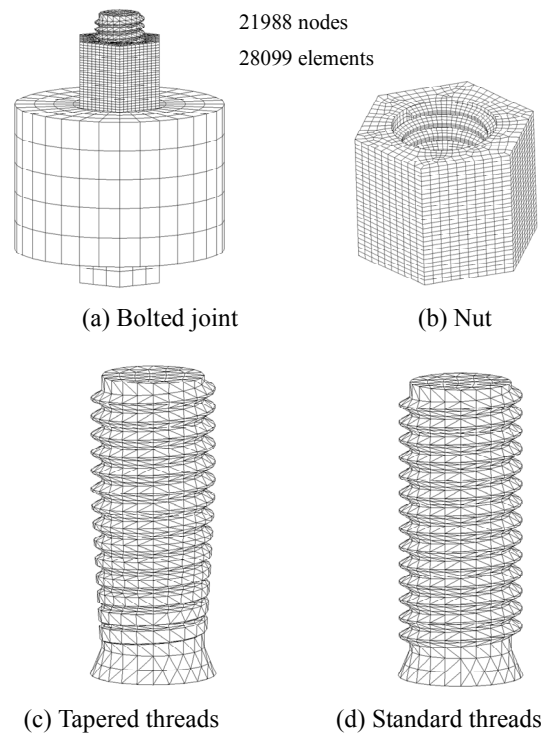 21988 nodes
28099 elements
(a) Bolted joint
(b) Nut
(c) Tapered threads
(d) Standard threads